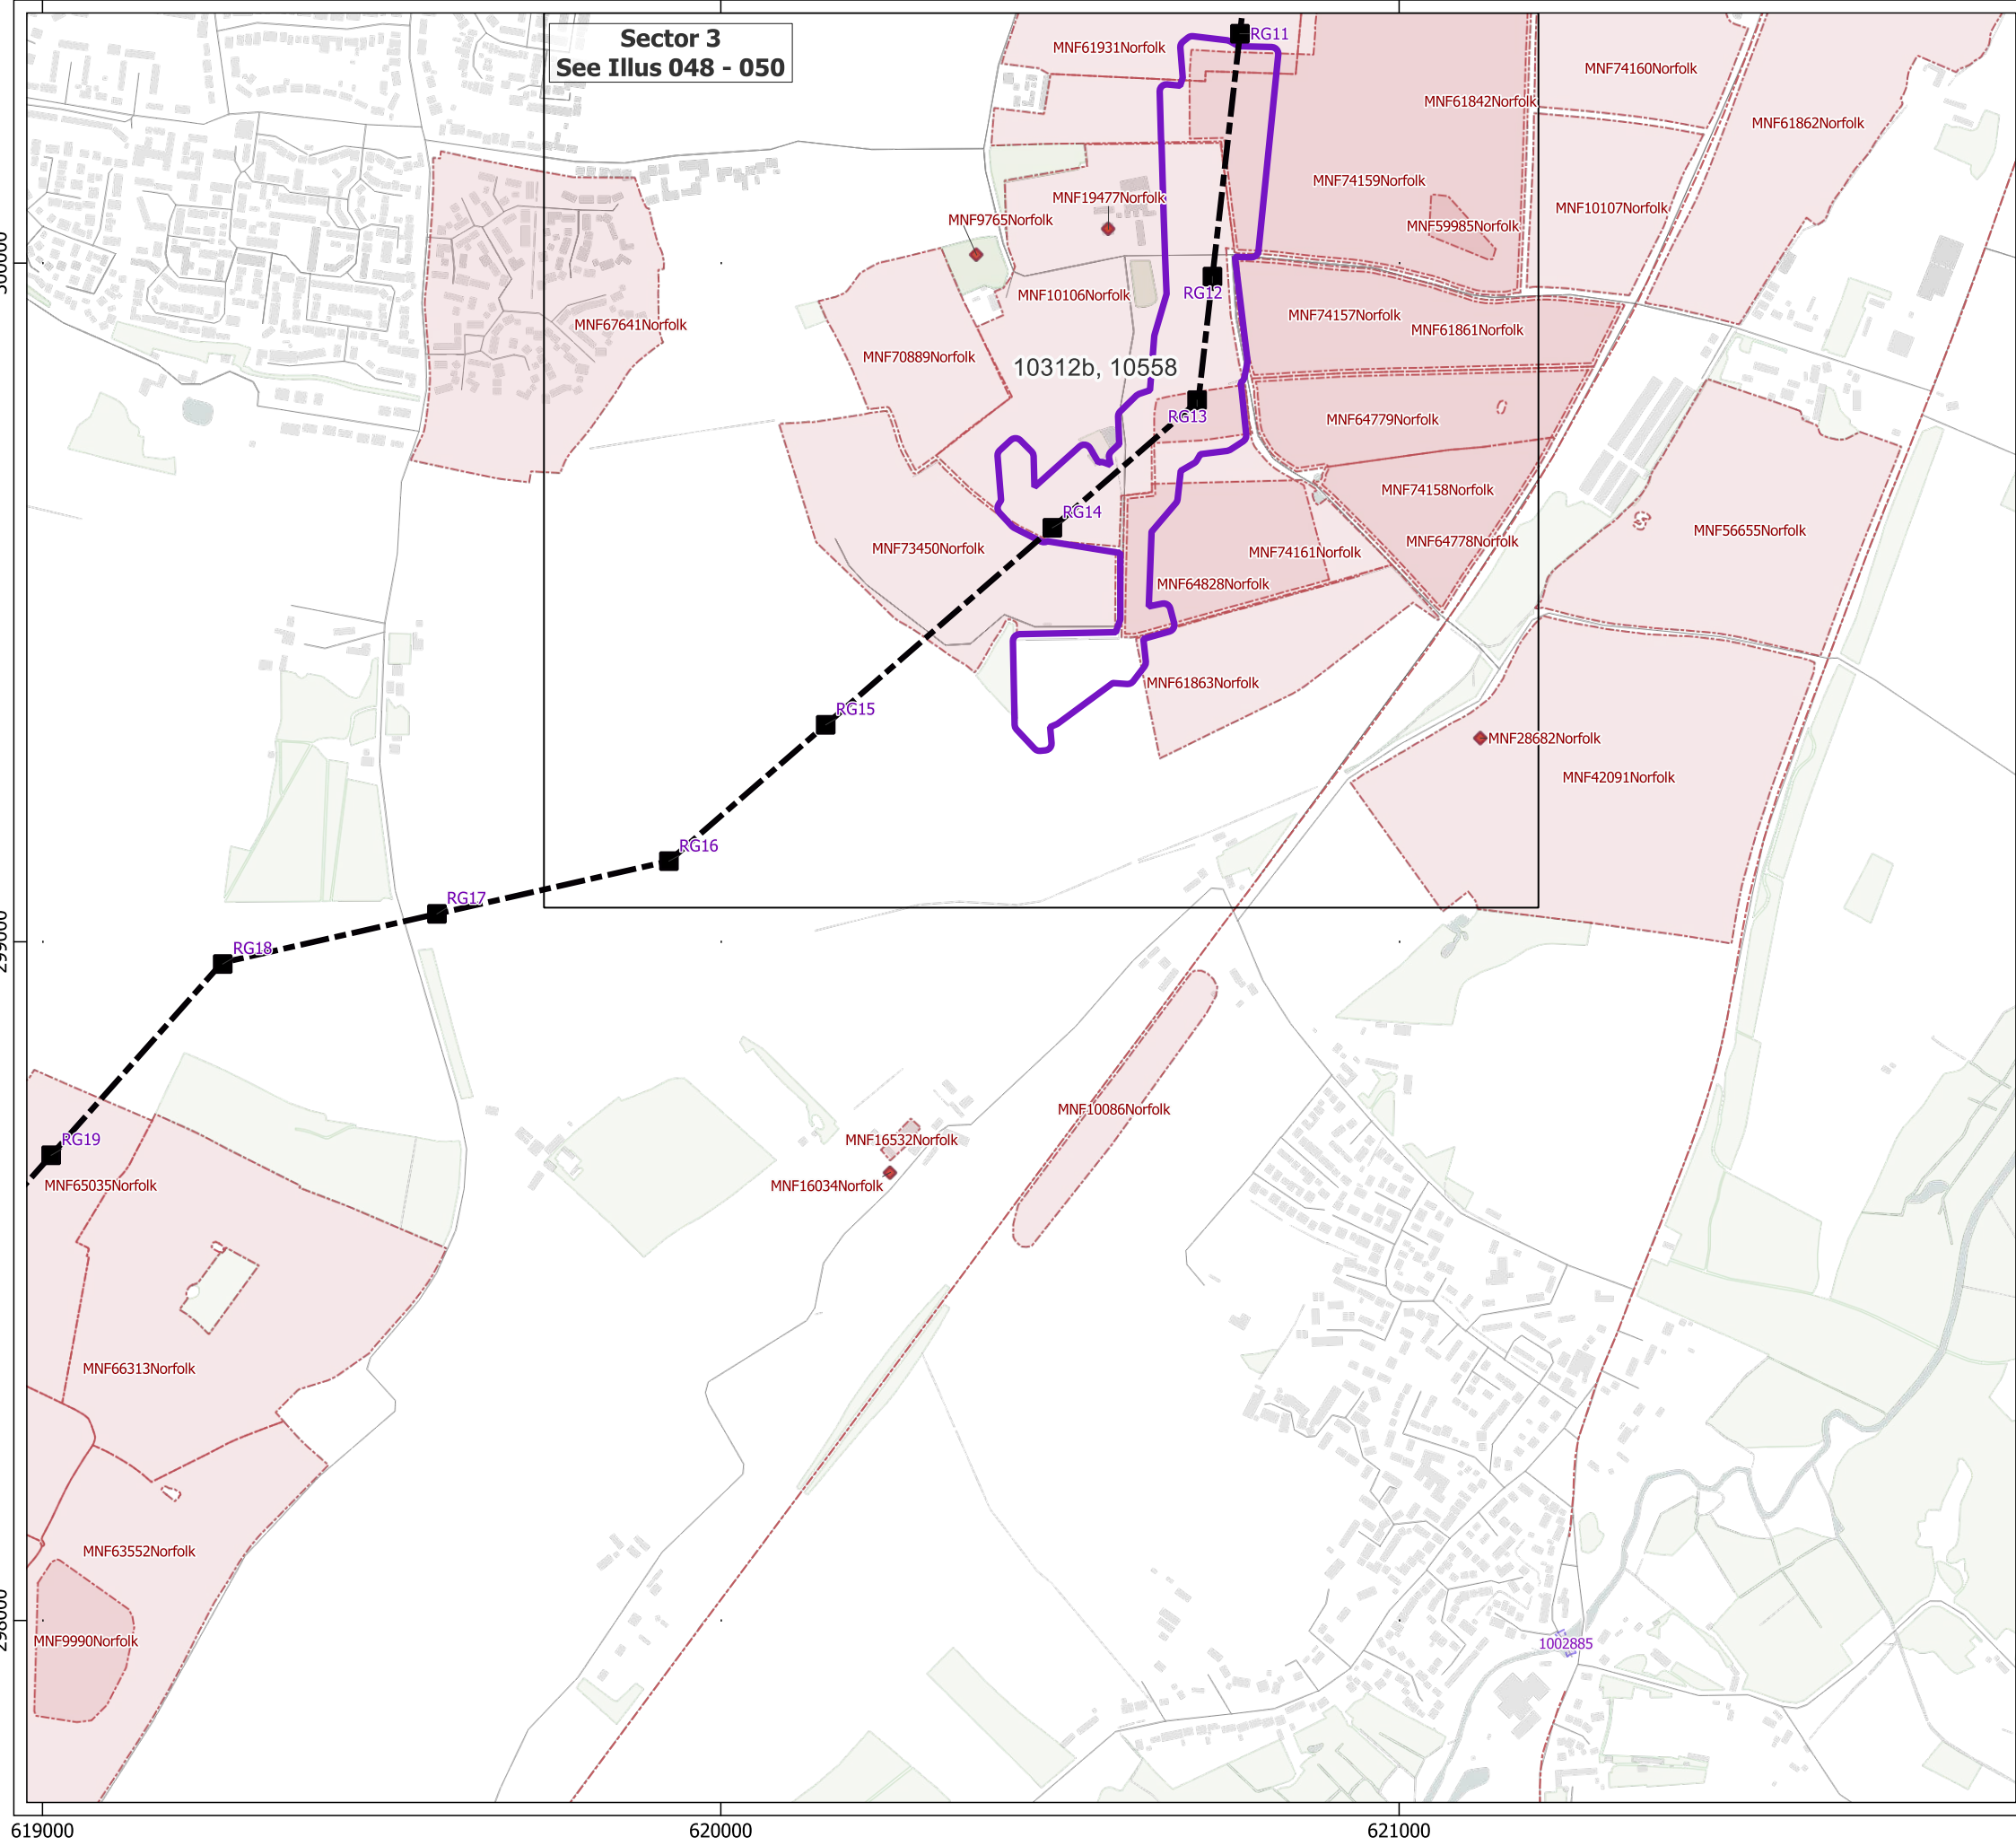 Sector 3
See Illus 048 - 050
RG11
MNF61931Norfolk
MNF74160Norfolk
MNF61842Norfolk
MNF61862Norfolk
MNF74159Norfolk
MNF19477Norfolk
MNF9765Norfolk
MNF10107Norfolk
MNF59985Norfolk
RG12
MNF10106Norfolk
MNF74157Norfolk
MNF67641Norfolk
MNF61861Norfolk
MNF70889Norfolk
10312b, 10558
RG13
MNF64779Norfolk
MNF74158Norfolk
RG14
MNF56655Norfolk
MNF64778Norfolk
MNF73450Norfolk
MNF74161Norfolk
MNF64828Norfolk
MNF61863Norfolk
RG15
MNF28682Norfolk
MNF42091Norfolk
RG16
RG17
RG18
MNF10086Norfolk
RG19
MNF16532Norfolk
MNF65035Norfolk
MNF16034Norfolk
MNF66313Norfolk
MNF63552Norfolk
MNF9990Norfolk
1002885
619000
620000
621000